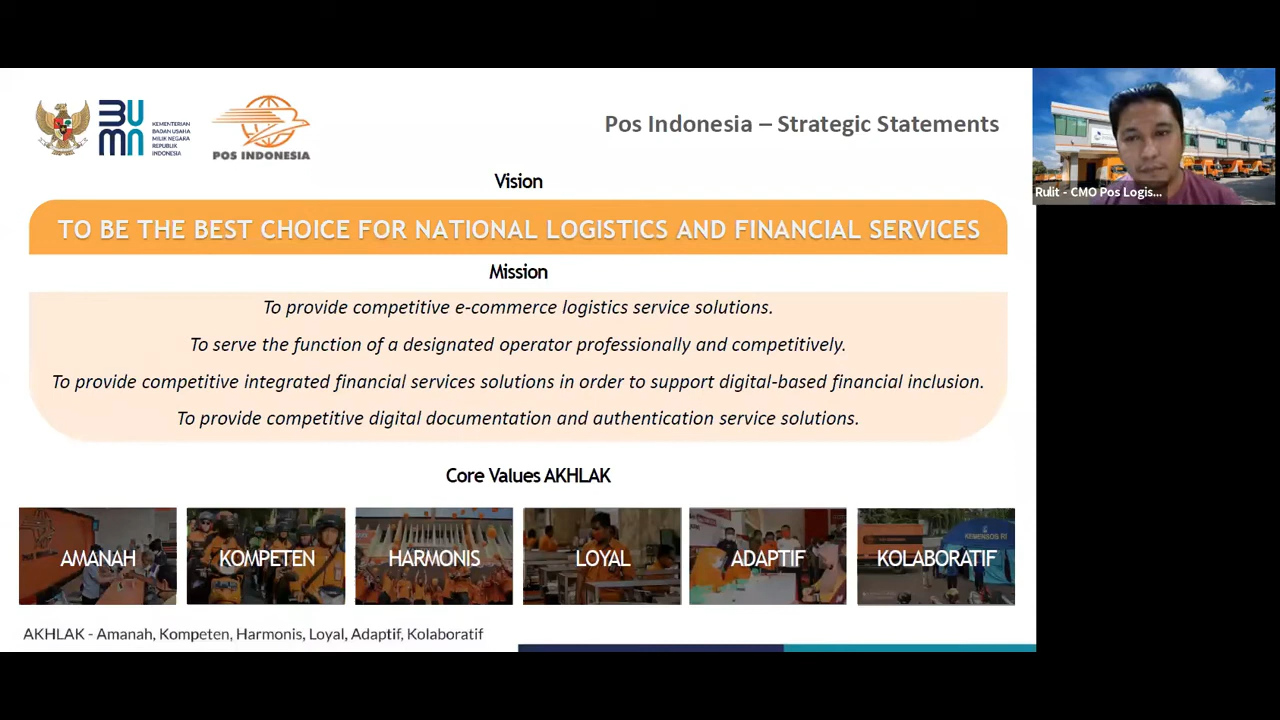 BUMN
KEMENTERIAN
BADAN USAHA
MILIK NEGARA
REPUBLIK
INDONESIA
POS INDONESIA
Pos Indonesia – Strategic Statements
Rulit - CMO Pos Logis...
Vision
TO BE THE BEST CHOICE FOR NATIONAL LOGISTICS AND FINANCIAL SERVICES
Mission
To provide competitive e-commerce logistics service solutions.
To serve the function of a designated operator professionally and competitively.
To provide competitive integrated financial services solutions in order to support digital-based financial inclusion.
To provide competitive digital documentation and authentication service solutions.
Core Values AKHLAK
AMANAH
KOMPETEN
HARMONIS
LOYAL
ADAPTIF
KEMENSOS RI
KOLABORATIF
AKHLAK - Amanah, Kompeten, Harmonis, Loyal, Adaptif, Kolaboratif